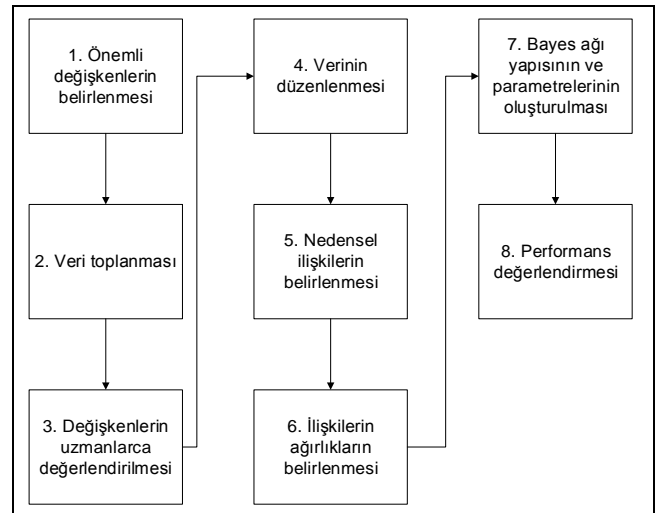 1. Önemli
değişkenlerin
belirlenmesi
2. Veri toplanması
3. Değişkenlerin
uzmanlarca
değerlendirilmesi
4. Verinin
düzenlenmesi
5. Nedensel
ilişkilerin
belirlenmesi
6. İlişkilerin
ağırlıkların
belirlenmesi
7. Bayes ağı
yapısının ve
parametrelerinin
oluşturulması
8. Performans
değerlendirmesi